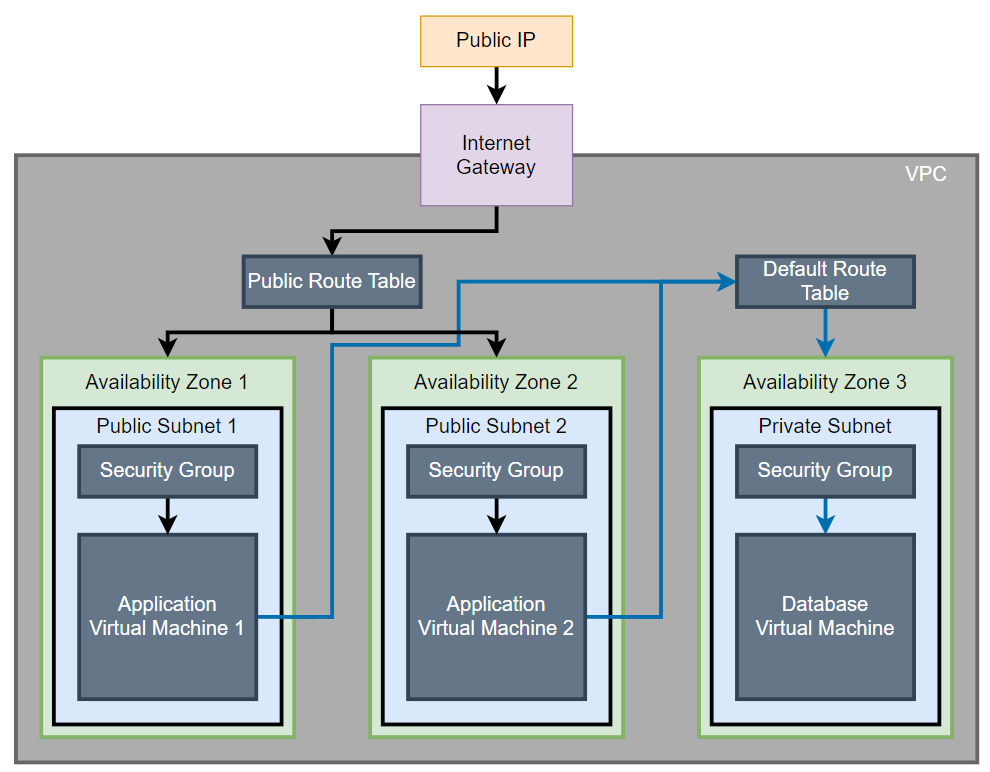 Public IP
Internet
Gateway
VPC
Public Route Table
Default Route
Table
Availability Zone 1
Availability Zone 2
Availability Zone 3
Public Subnet 1
Public Subnet 2
Private Subnet
Security Group
Security Group
Security Group
Application
Virtual Machine 1
Application
Virtual Machine 2
Database
Virtual Machine